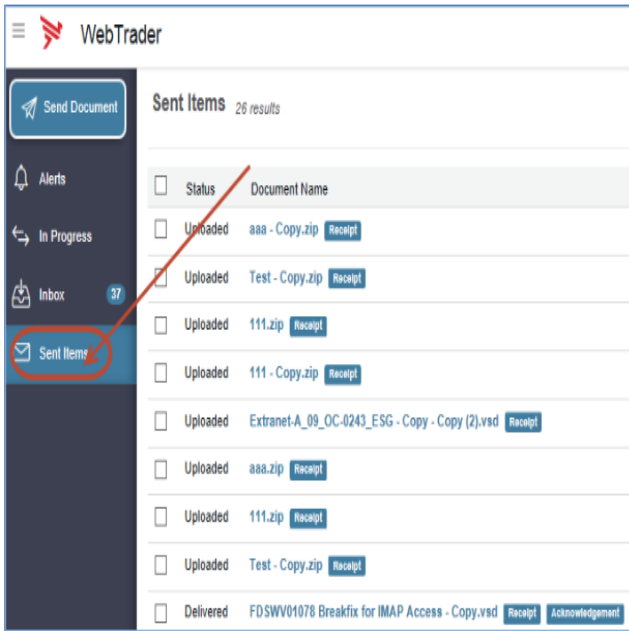 WebTrader
Send Document
Alerts
In Progress
Inbox 37
Sent Items
Sent Items 26 results
Status Document Name
Uploaded aaa - Copy.zip Receipt
Uploaded Test - Copy.zip Receipt
Uploaded 111.zip Receipt
Uploaded 111 - Copy.zip Receipt
Uploaded Extranet-A_09_OC-0243_ESG - Copy - Copy (2).vsd Receipt
Uploaded aaa.zip Receipt
Uploaded 111.zip Receipt
Uploaded Test - Copy.zip Receipt
Delivered FDSWV01078 Breakfix for IMAP Access - Copy.vsd Receipt Acknowledgement